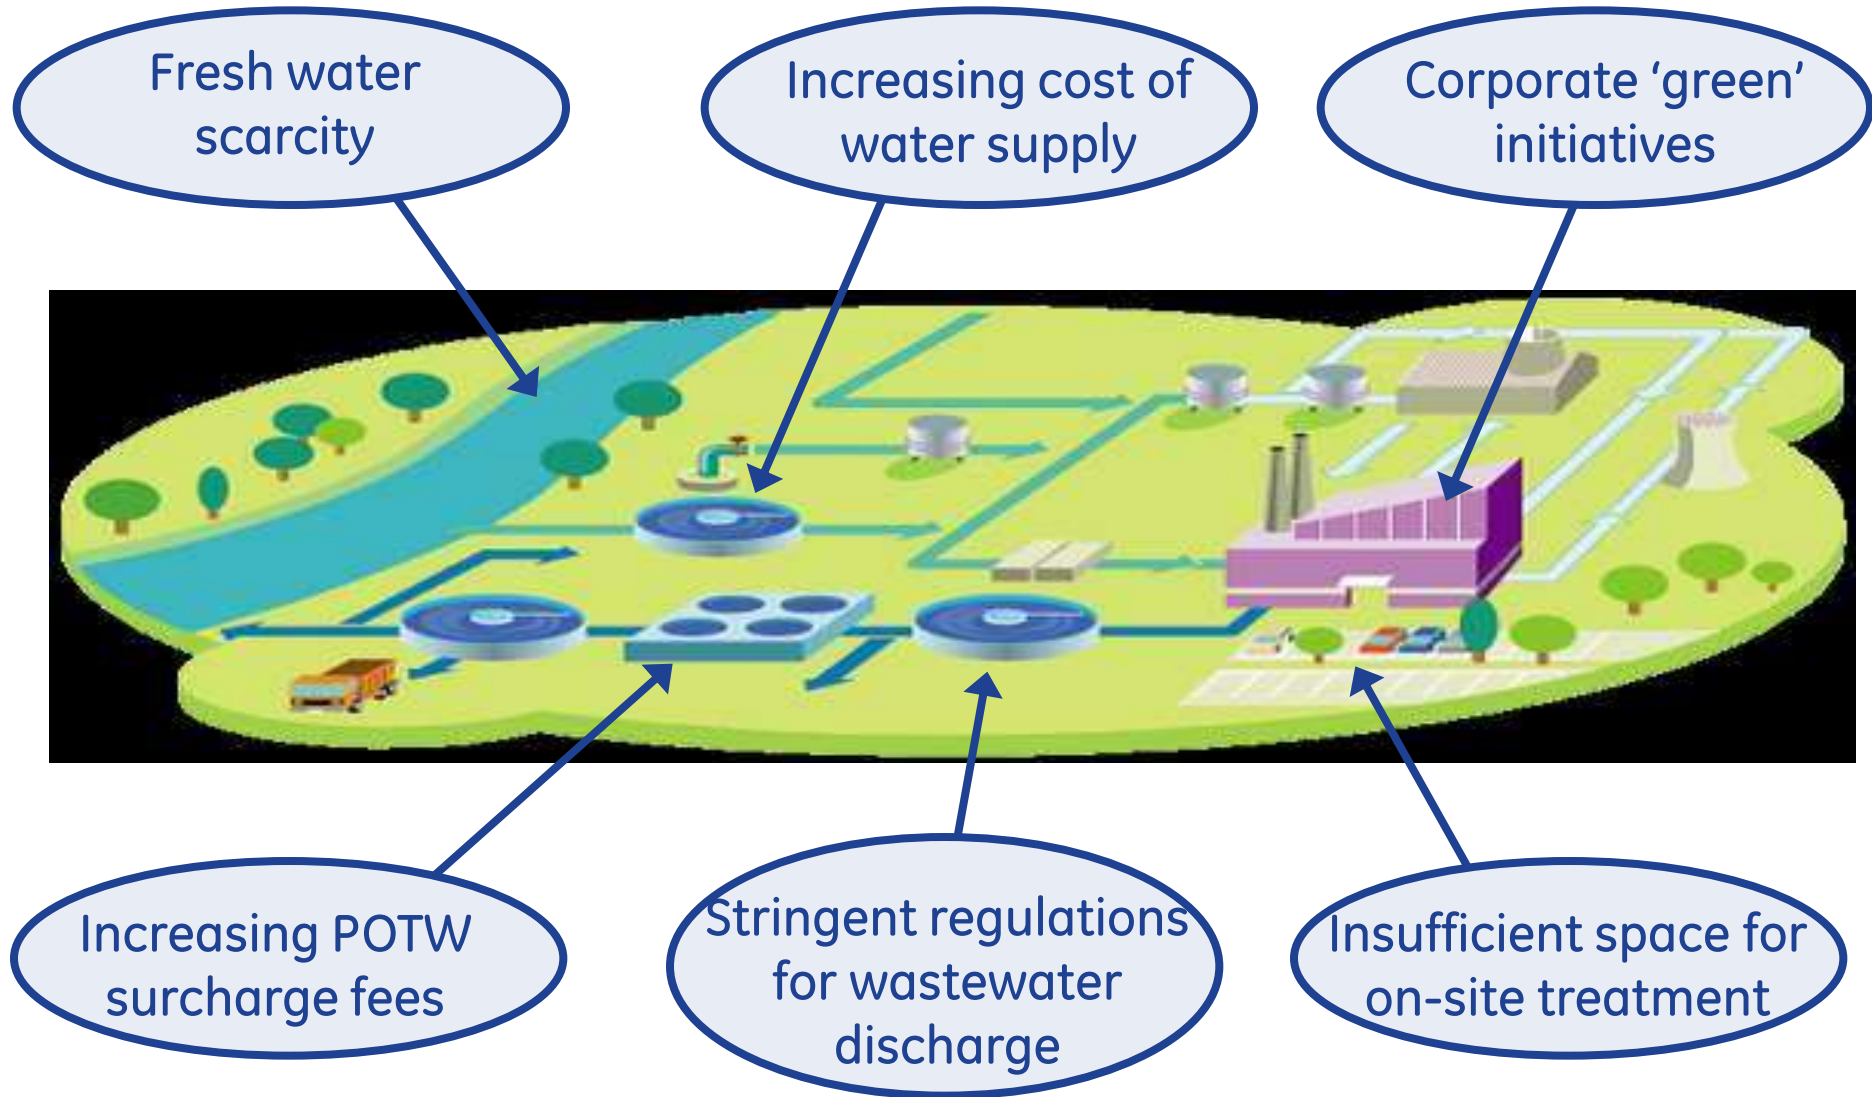 Fresh water
scarcity
Increasing cost of
water supply
Corporate ‘green’
initiatives
Increasing POTW
surcharge fees
Stringent regulations
for wastewater
discharge
Insufficient space for
on-site treatment